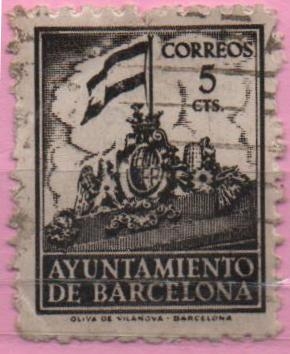 CORREOS
5
CTS.
AYUNTAMIENTO
DE BARCELONA
OLIVA DE VILANOVA - BARCELONA